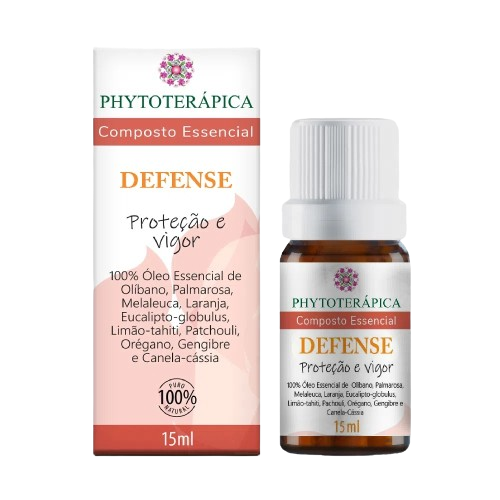 PHYTOTERÁPICA
Composto Essencial
DEFENSE
Proteção e
vigor
100% Óleo Essencial de
Olíbano, Palmarosa,
Melaleuca, Laranja,
Eucalipto-globulus,
Limão-tahiti, Patchouli,
Orégano, Gengibre
e Canela-cássia
PURO
100%
NATURAL
15ml
PHYTOTERÁPICA
Composto Essencial
DEFENSE
Proteção e vigor
100% Óleo Essencial de Olíbano, Palmarosa,
Melaleuca, Laranja, Eucalipto-globulus,
Limão-tahiti, Pachouli, Orégano, Gengibre e
Canela-Cássia
15ml